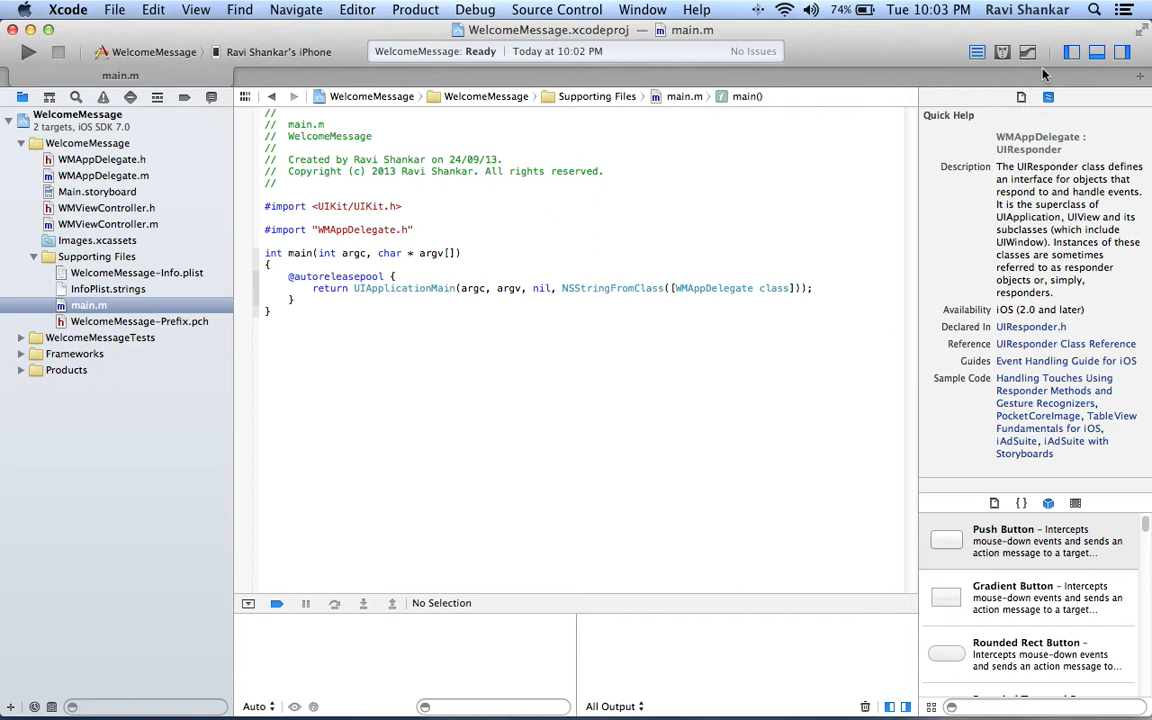 Xcode File Edit View Find Navigate Editor Product Debug Source Control Window Help 74% Tue 10:03 PM Ravi Shankar
WelcomeMessage.xcodeproj — main.m
WelcomeMessage Ravi Shankar's iPhone WelcomeMessage: Ready Today at 10:02 PM No Issues
main.m
WelcomeMessage WelcomeMessage Supporting Files main.m main()
WelcomeMessage
2 targets, iOS SDK 7.0
WelcomeMessage
WMAppDelegate.h
WMAppDelegate.m
Main.storyboard
WMViewController.h
WMViewController.m
Images.xcassets
Supporting Files
WelcomeMessage-Info.plist
InfoPlist.strings
main.m
WelcomeMessage-Prefix.pch
WelcomeMessageTests
Frameworks
Products
//
// main.m
// WelcomeMessage
//
// Created by Ravi Shankar on 24/09/13.
// Copyright (c) 2013 Ravi Shankar. All rights reserved.
//
#import <UIKit/UIKit.h>
#import "WMAppDelegate.h"
int main(int argc, char * argv[])
{
@autoreleasepool {
return UIApplicationMain(argc, argv, nil, NSStringFromClass([WMAppDelegate class]));
}
}
No Selection
Auto
All Output
Quick Help
WMAppDelegate :
UIResponder
Description The UIResponder class defines
an interface for objects that
respond to and handle events.
It is the superclass of
UIApplication, UIView and its
subclasses (which include
UIWindow). Instances of these
classes are sometimes
referred to as responder
objects or, simply,
responders.
Availability iOS (2.0 and later)
Declared In UIResponder.h
Reference UIResponder Class Reference
Guides Event Handling Guide for iOS
Sample Code Handling Touches Using
Responder Methods and
Gesture Recognizers,
PocketCoreImage, TableView
Fundamentals for iOS,
iAdSuite, iAdSuite with
Storyboards
{ }
Push Button - Intercepts
mouse-down events and sends an
action message to a target...
Gradient Button - Intercepts
mouse-down events and sends an
action message to a target...
Rounded Rect Button -
Intercepts mouse-down events
and sends an action message to...